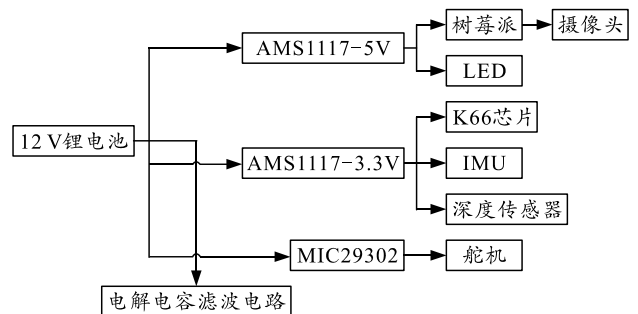 AMS1117-5V
树莓派
摄像头
LED
12 V锂电池
AMS1117-3.3V
K66芯片
IMU
深度传感器
MIC29302
舵机
电解电容滤波电路